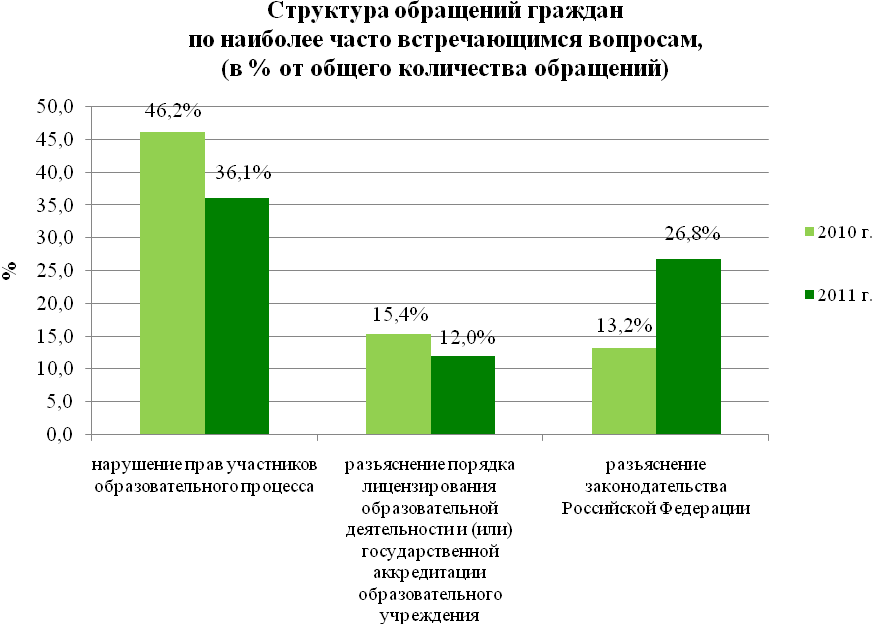 Структура обращений граждан
по наиболее часто встречающимся вопросам,
(в % от общего количества обращений)
50,0
45,0
40,0
35,0
30,0
25,0
20,0
15,0
10,0
5,0
0,0
%
46,2%
36,1%
15,4%
12,0%
13,2%
26,8%
нарушение прав участников
образовательного процесса
разъяснение порядка
лицензирования
образовательной
деятельности и (или)
государственной
аккредитации
образовательного
учреждения
разъяснение
законодательства
Российской Федерации
2010 г.
2011 г.